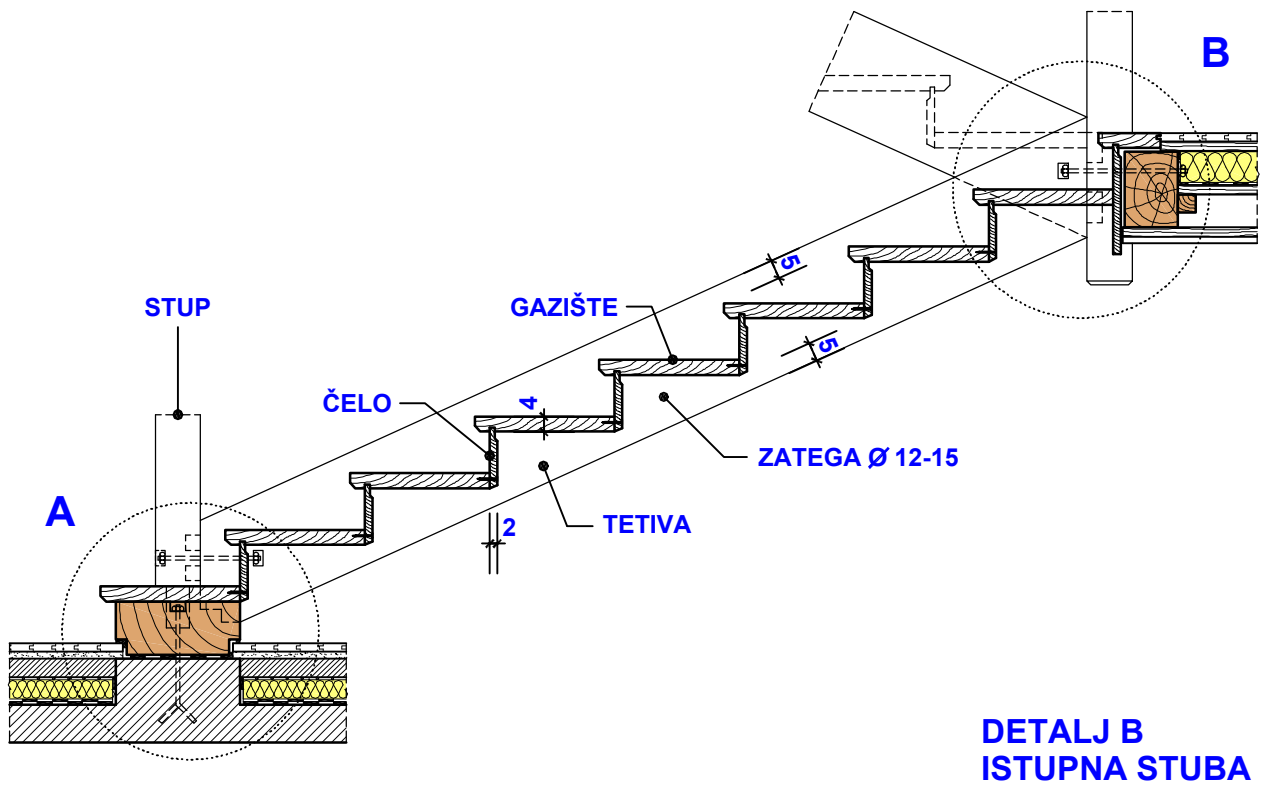 B
STUP
GAZIŠTE
5
5
ČELO
4
ZATEGA Ø 12-15
A
2
TETIVA
DETALJ B
ISTUPNA STUBA